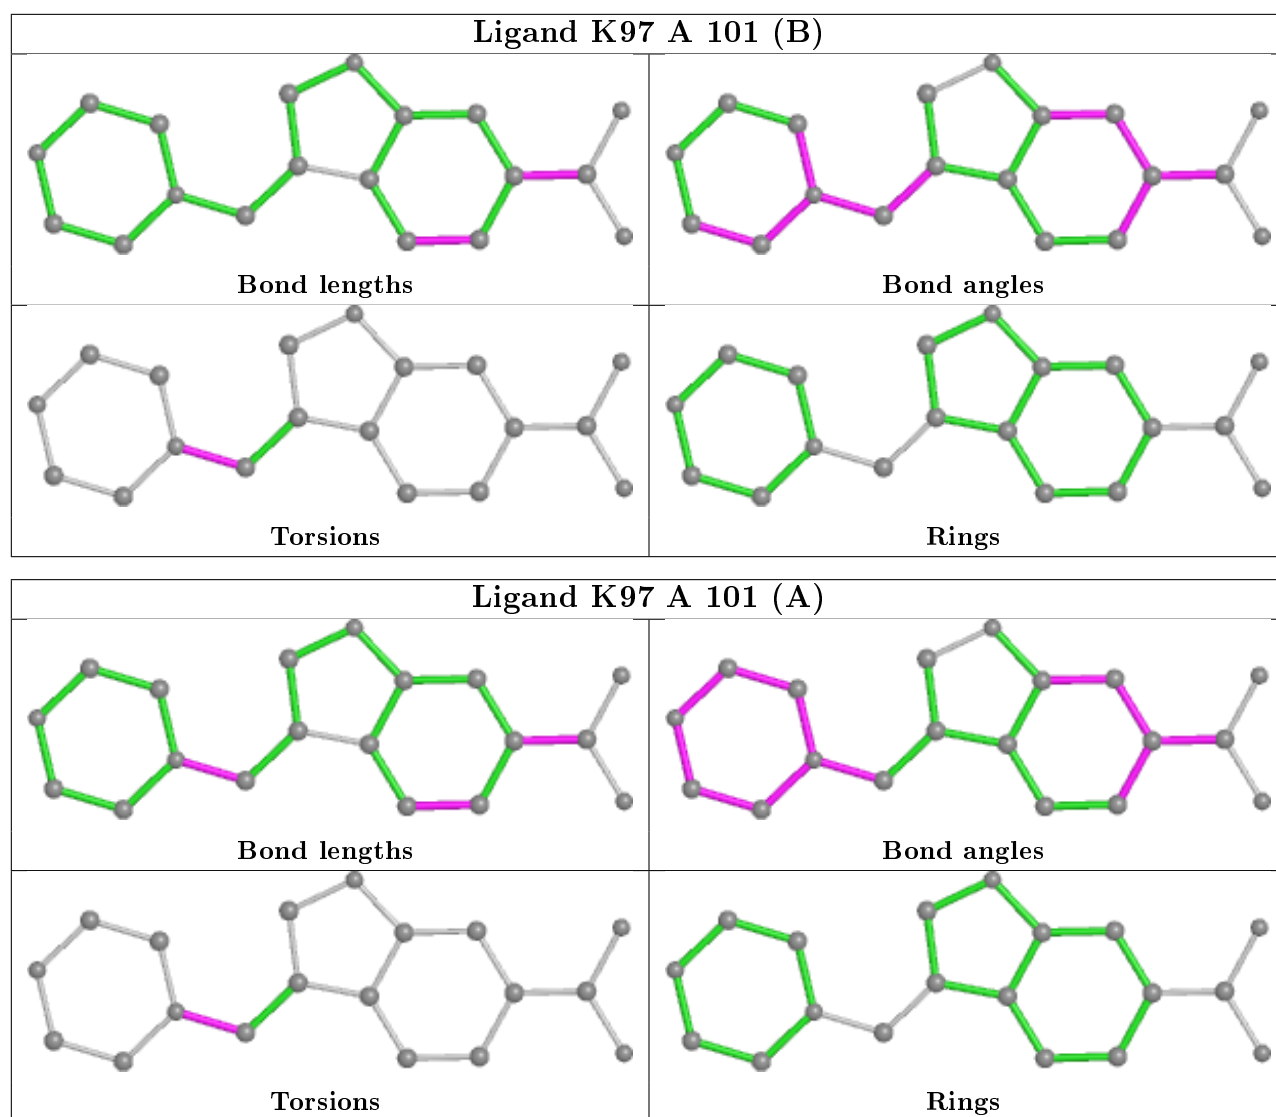 Ligand K97 A 101 (B)
Bond lengths
Bond angles
Torsions
Rings
Ligand K97 A 101 (A)
Bond lengths
Bond angles
Torsions
Rings